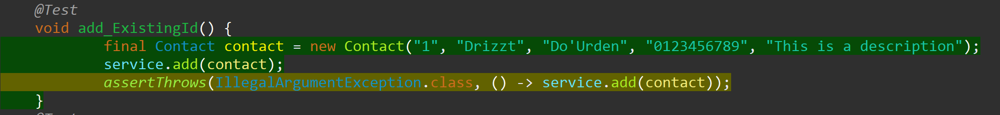 @Test
void add_ExistingId() {
final Contact contact = new Contact("1", "Drizzt", "Do'Urden", "0123456789", "This is a description");
service.add(contact);
assertThrows(IllegalArgumentException.class, () -> service.add(contact));
}
@Test